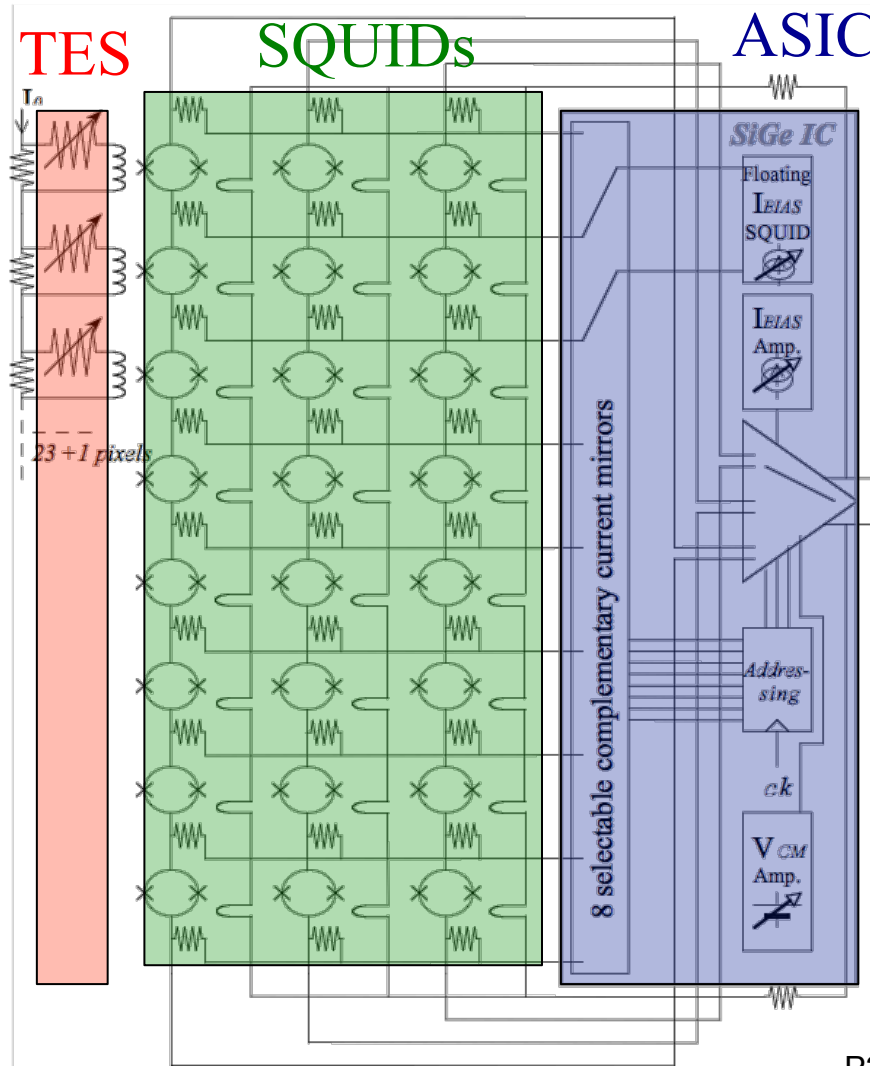 TES
SQUIDs
ASIC
SiGe IC
Floating
IBIAS
SQUID
IBIAS
Amp.
23 +1 pixels
8 selectable complementary current mirrors
Addres-
sing
ck
VCM
Amp.